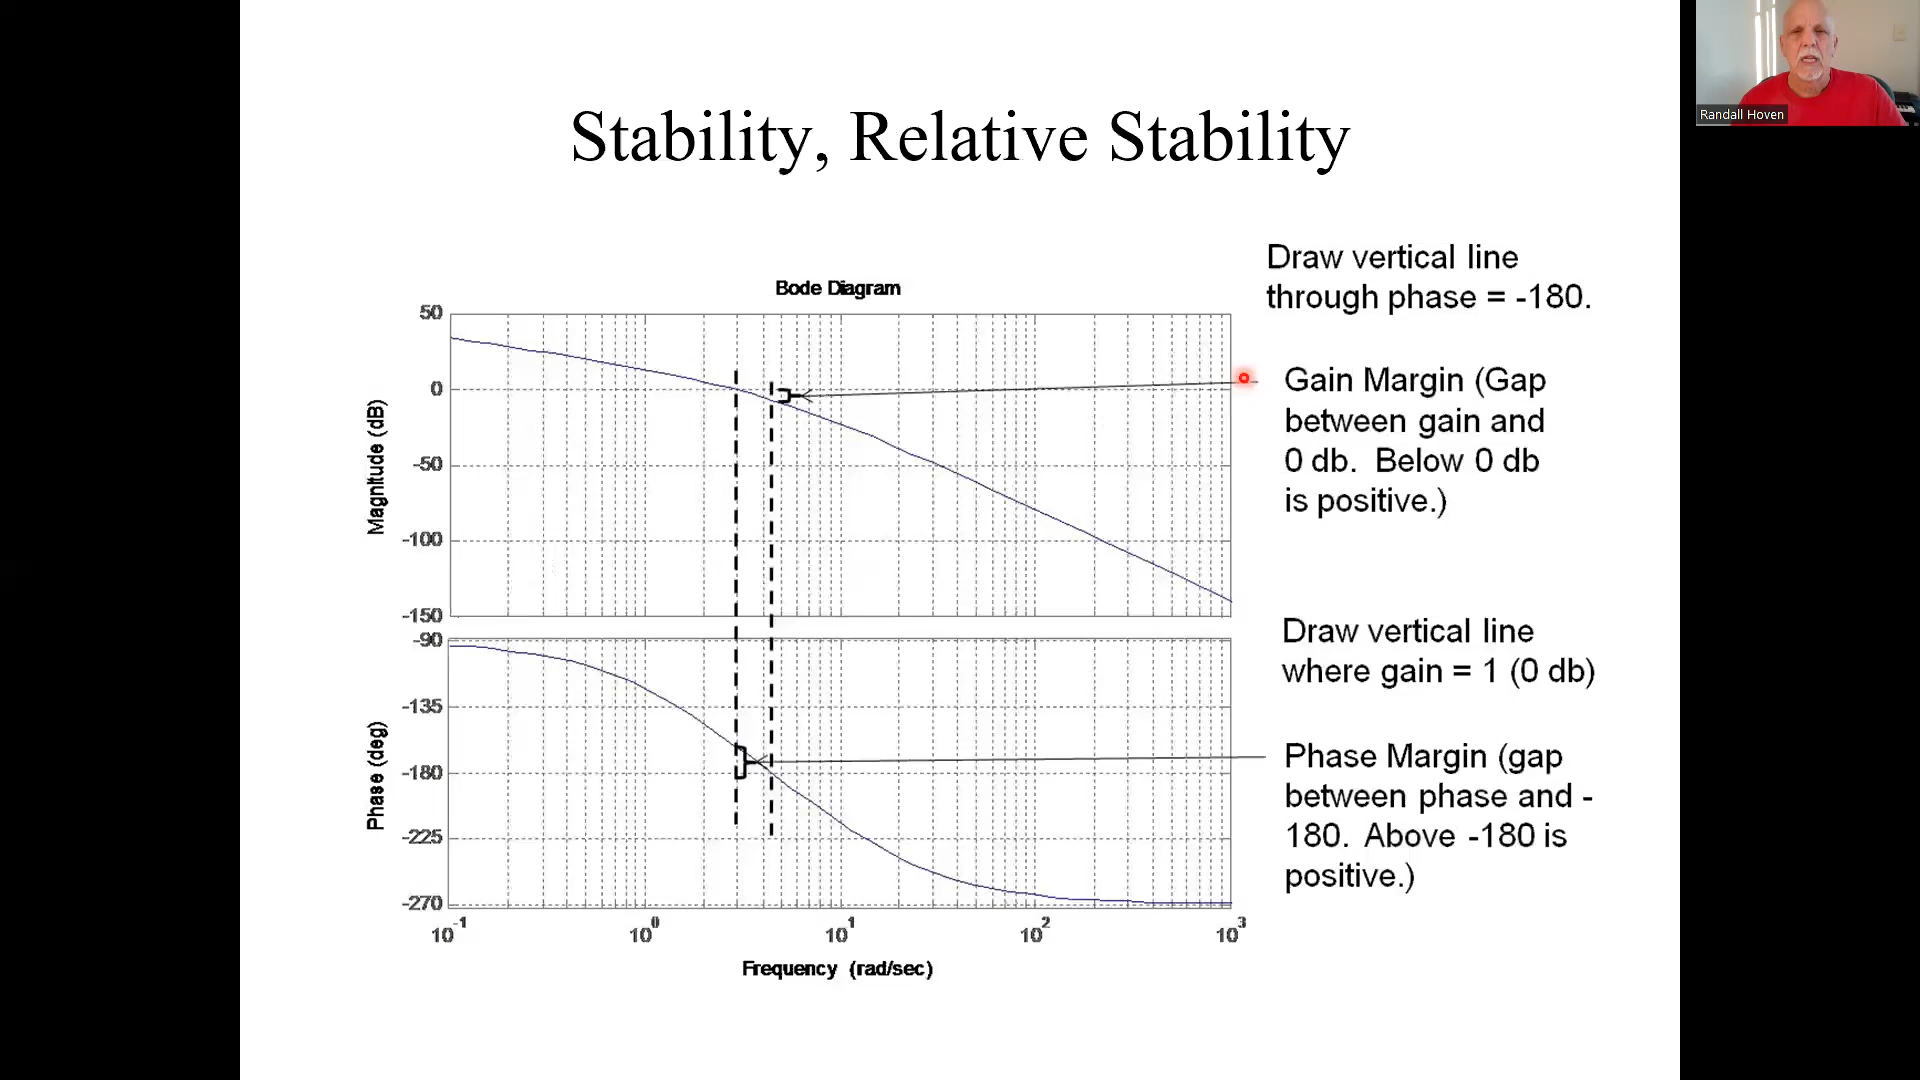 Randall Hoven
Stability, Relative Stability
Draw vertical line
through phase = -180.
Bode Diagram
50
0
-50
-100
-150
Magnitude (dB)
Gain Margin (Gap
between gain and
0 db.  Below 0 db
is positive.)
-90
-135
-180
-225
-270
Phase (deg)
Draw vertical line
where gain = 1 (0 db)
Phase Margin (gap
between phase and -
180.  Above -180 is
positive.)
10⁻¹ 10⁰ 10¹ 10² 10³
Frequency (rad/sec)